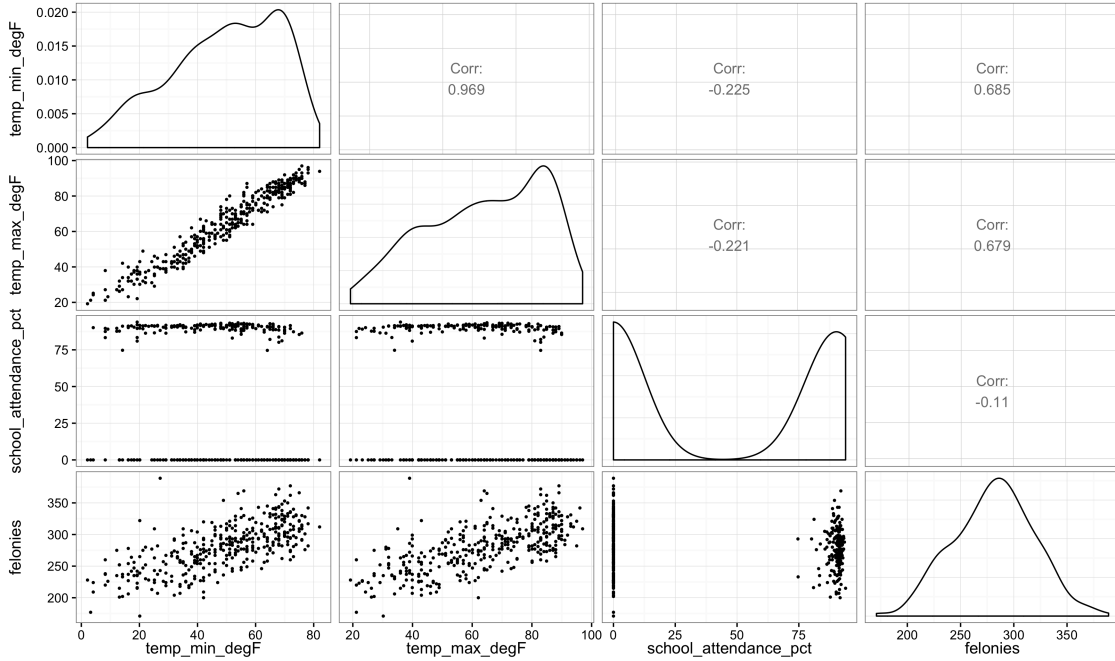 temp_min_degF
0.020
0.015
0.010
0.005
0.000
Corr:
0.969
Corr:
-0.225
Corr:
0.685
temp_max_degF
100
80
60
40
20
Corr:
-0.221
Corr:
0.679
school_attendance_pct
75
50
25
0
Corr:
-0.11
felonies
350
300
250
200
0 20 40 60 80
20 40 60 80 100
0 25 50 75
200 250 300 350
temp_min_degF
temp_max_degF
school_attendance_pct
felonies